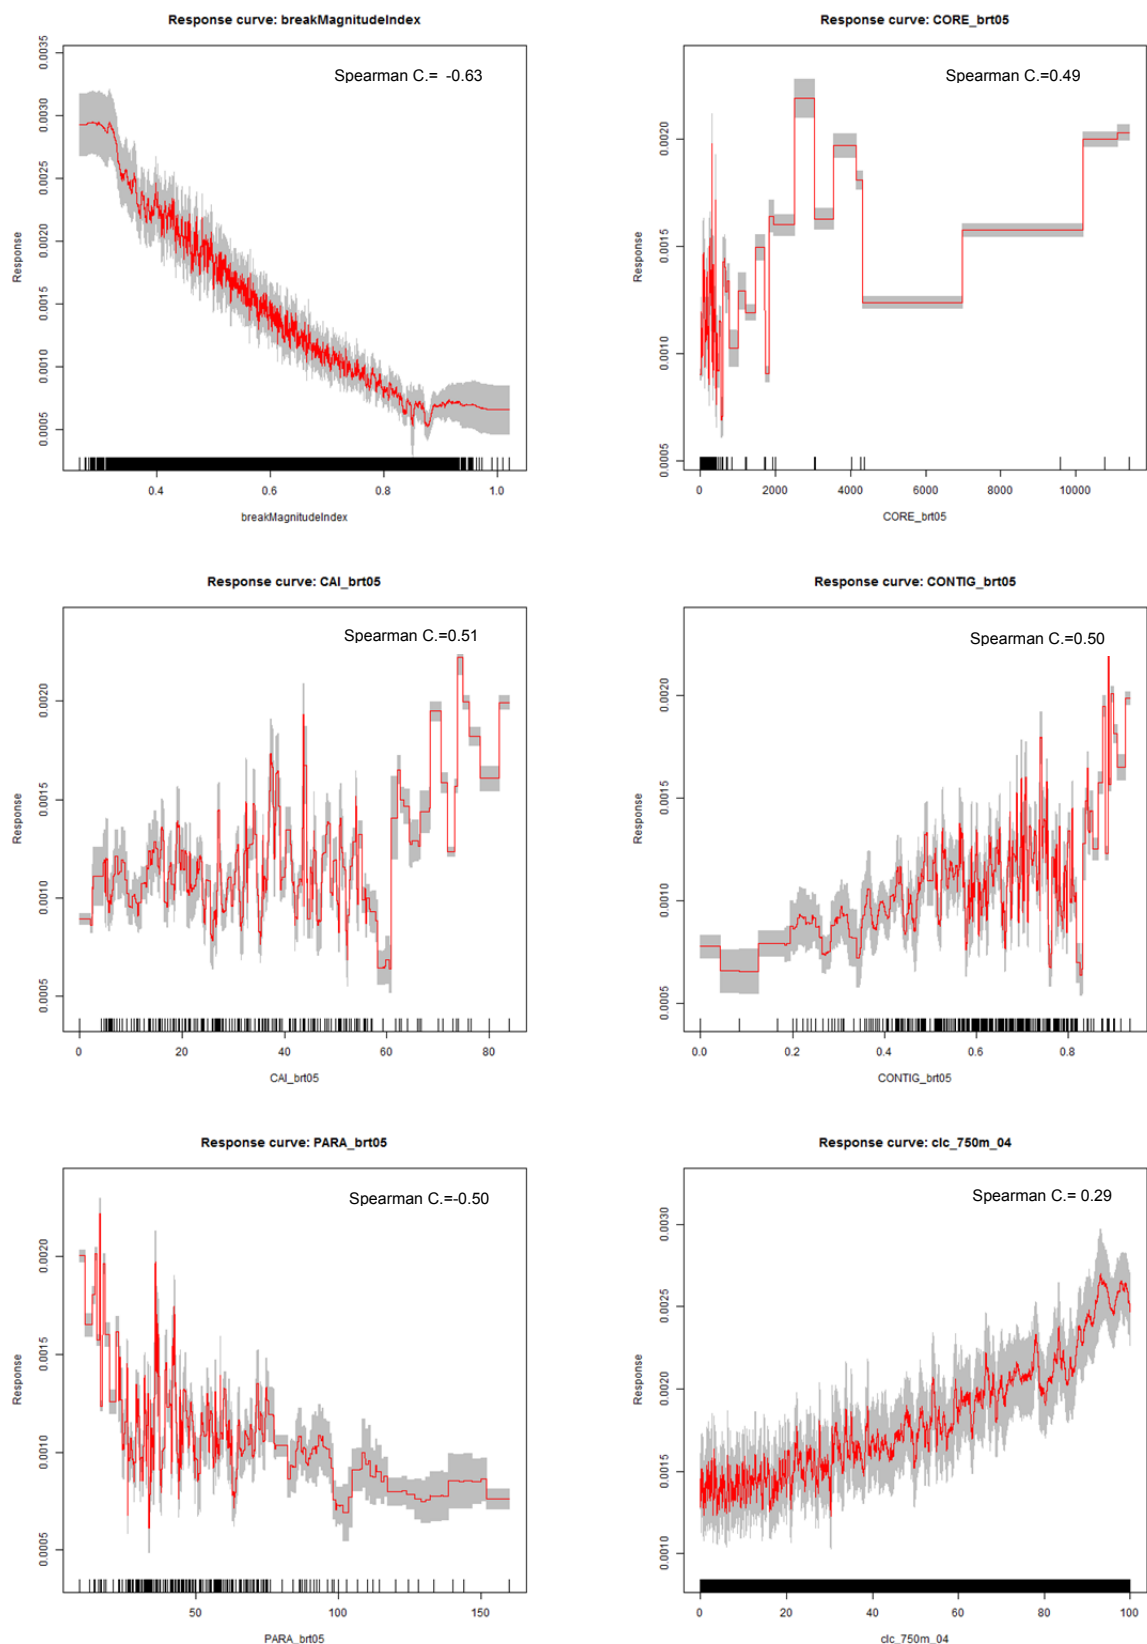 Response curve: breakMagnitudeIndex
Spearman C.= -0.63
Response
0.0035
0.0030
0.0025
0.0020
0.0015
0.0010
0.0005
0.4 0.6 0.8 1.0
breakMagnitudeIndex
Response curve: CORE_brt05
Spearman C.=0.49
Response
0.0020
0.0015
0.0010
0.0005
0 2000 4000 6000 8000 10000
CORE_brt05
Response curve: CAI_brt05
Spearman C.=0.51
Response
0.0020
0.0015
0.0010
0.0005
0 20 40 60 80
CAI_brt05
Response curve: CONTIG_brt05
Spearman C.=0.50
Response
0.0020
0.0015
0.0010
0.0005
0.0 0.2 0.4 0.6 0.8
CONTIG_brt05
Response curve: PARA_brt05
Spearman C.=-0.50
Response
0.0020
0.0015
0.0010
0.0005
50 100 150
PARA_brt05
Response curve: clc_750m_04
Spearman C.= 0.29
Response
0.0030
0.0025
0.0020
0.0015
0.0010
0 20 40 60 80 100
clc_750m_04